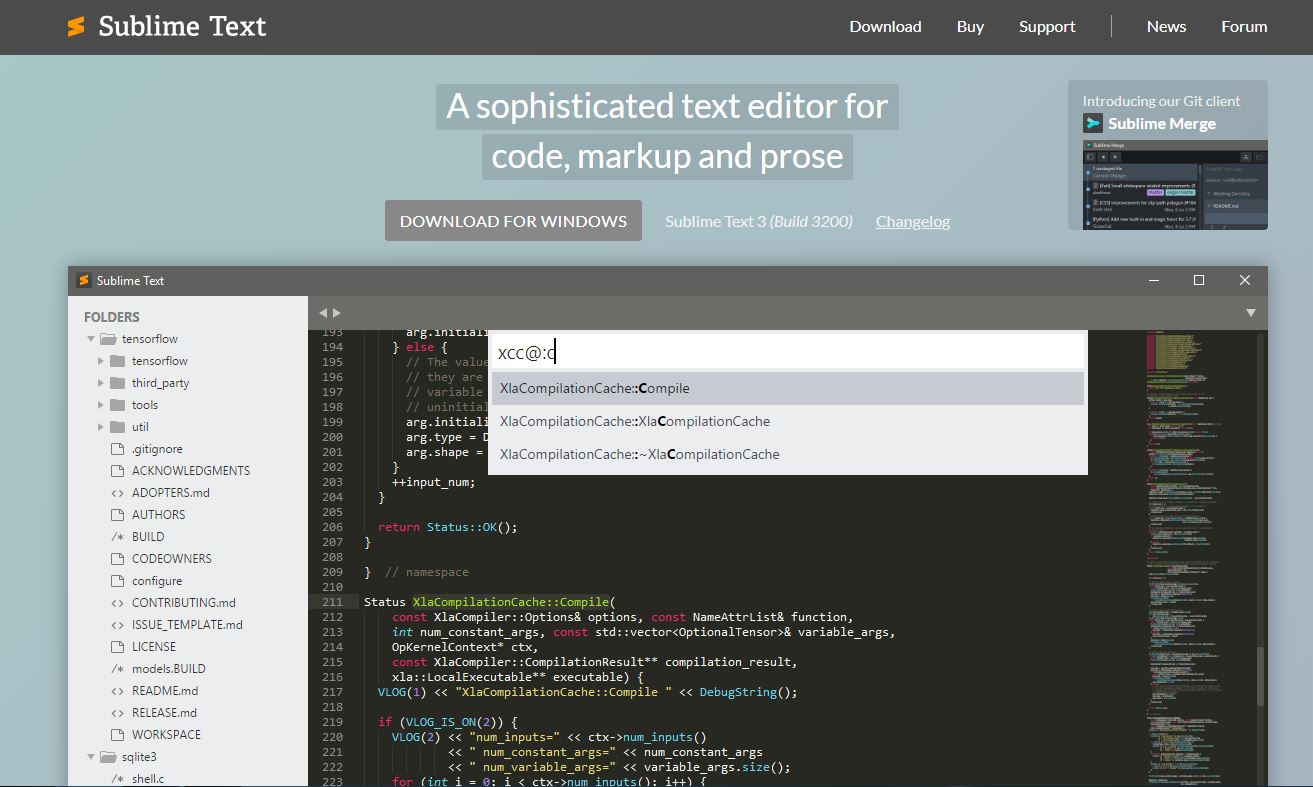 Sublime Text
Download Buy Support News Forum
A sophisticated text editor for
code, markup and prose
DOWNLOAD FOR WINDOWS
Sublime Text 3 (Build 3200)
Changelog
Introducing our Git client
Sublime Merge
Sublime Merge
Sublime Text
FOLDERS
tensorflow
tensorflow
third_party
tools
util
.gitignore
ACKNOWLEDGMENTS
<> ADOPTERS.md
AUTHORS
/* BUILD
CODEOWNERS
configure
<> CONTRIBUTING.md
<> ISSUE_TEMPLATE.md
LICENSE
/* models.BUILD
<> README.md
<> RELEASE.md
<> WORKSPACE
sqlite3
/* shell.c
xcc@:c
XlaCompilationCache::Compile
XlaCompilationCache::XlaCompilationCache
XlaCompilationCache::~XlaCompilationCache
193 arg.initiali
194 } else {
195 // The value
196 // they are
197 // variable
198 // uninitial
199 arg.initiali
200 arg.type = D
201 arg.shape =
202 }
203 ++input_num;
204 }
205
206 return Status::OK();
207 }
208
209 } // namespace
210
211 Status XlaCompilationCache::Compile(
212 const XlaCompiler::Options& options, const NameAttrList& function,
213 int num_constant_args, const std::vector<OptionalTensor>& variable_args,
214 OpKernelContext* ctx,
215 const XlaCompiler::CompilationResult** compilation_result,
216 xla::LocalExecutable** executable) {
217 VLOG(1) << "XlaCompilationCache::Compile " << DebugString();
218
219 if (VLOG_IS_ON(2)) {
220 VLOG(2) << "num_inputs=" << ctx->num_inputs()
221 << " num_constant_args=" << num_constant_args
222 << " num_variable_args=" << variable_args.size();
223 for (int i = 0; i < ctx->num_inputs(); i++) {